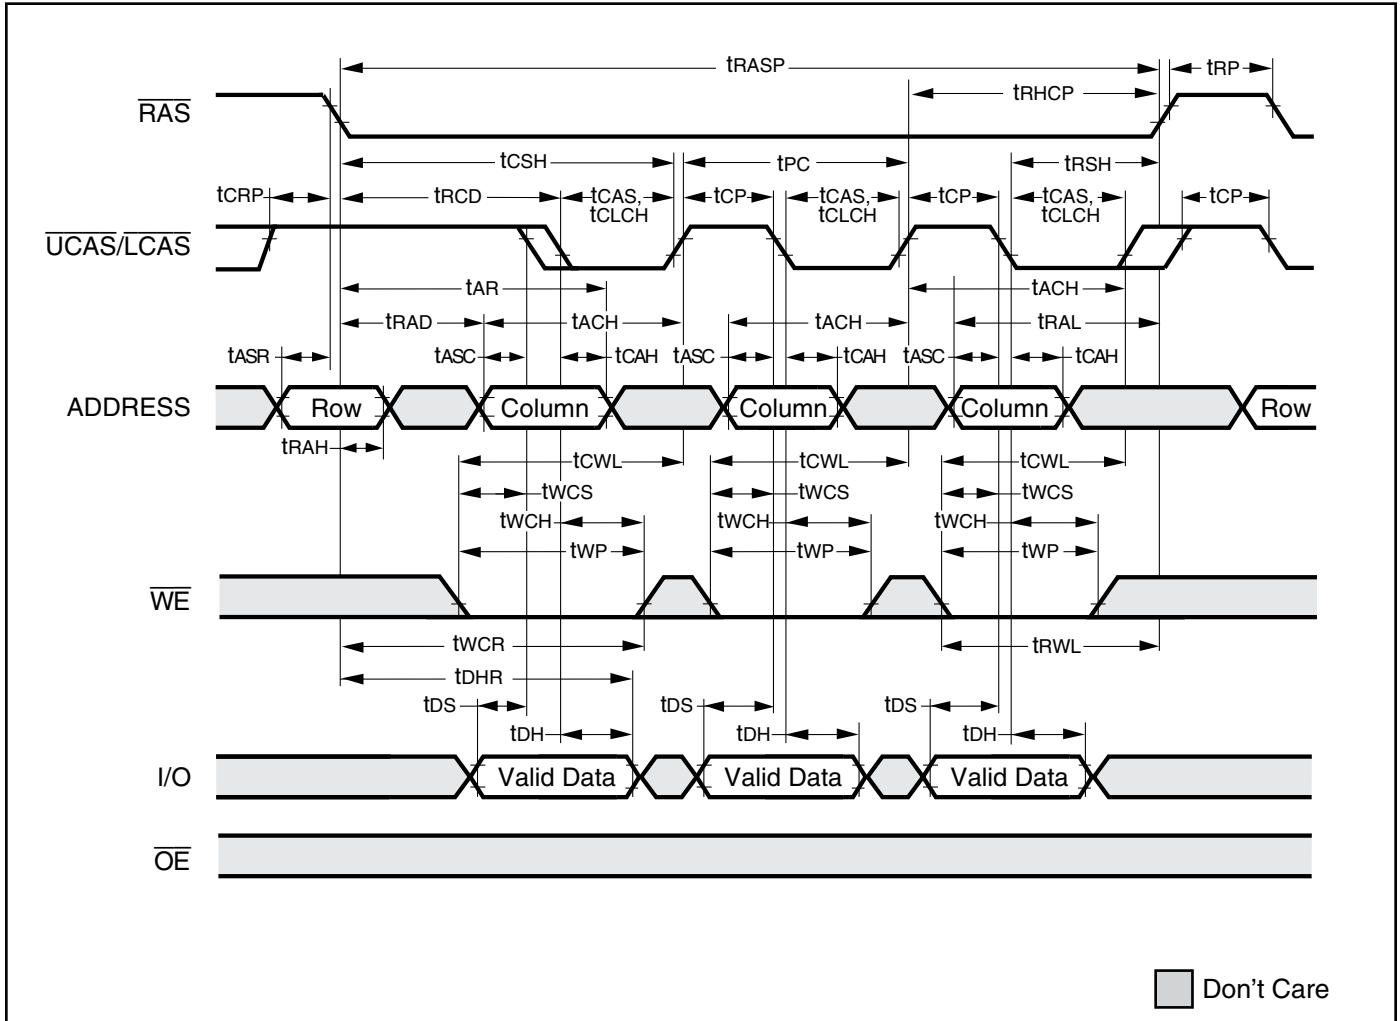 tRASP
tRP
tRHCP
RAS
tCSH
tPC
tRSH
tCRP
tRCD
tCAS,
tCLCH
tCP
tCAS,
tCLCH
tCP
tCAS,
tCLCH
tCP
UCAS/LCAS
tAR
tACH
tRAD
tACH
tACH
tRAL
tASR
tASC
tCAH
tASC
tCAH
tASC
tCAH
ADDRESS
Row
Column
Column
Column
Row
tRAH
tCWL
tCWL
tCWL
tWCS
tWCS
tWCS
tWCH
tWCH
tWCH
tWP
tWP
tWP
WE
tWCR
tRWL
tDHR
tDS
tDS
tDS
tDH
tDH
tDH
I/O
Valid Data
Valid Data
Valid Data
OE
Don't Care